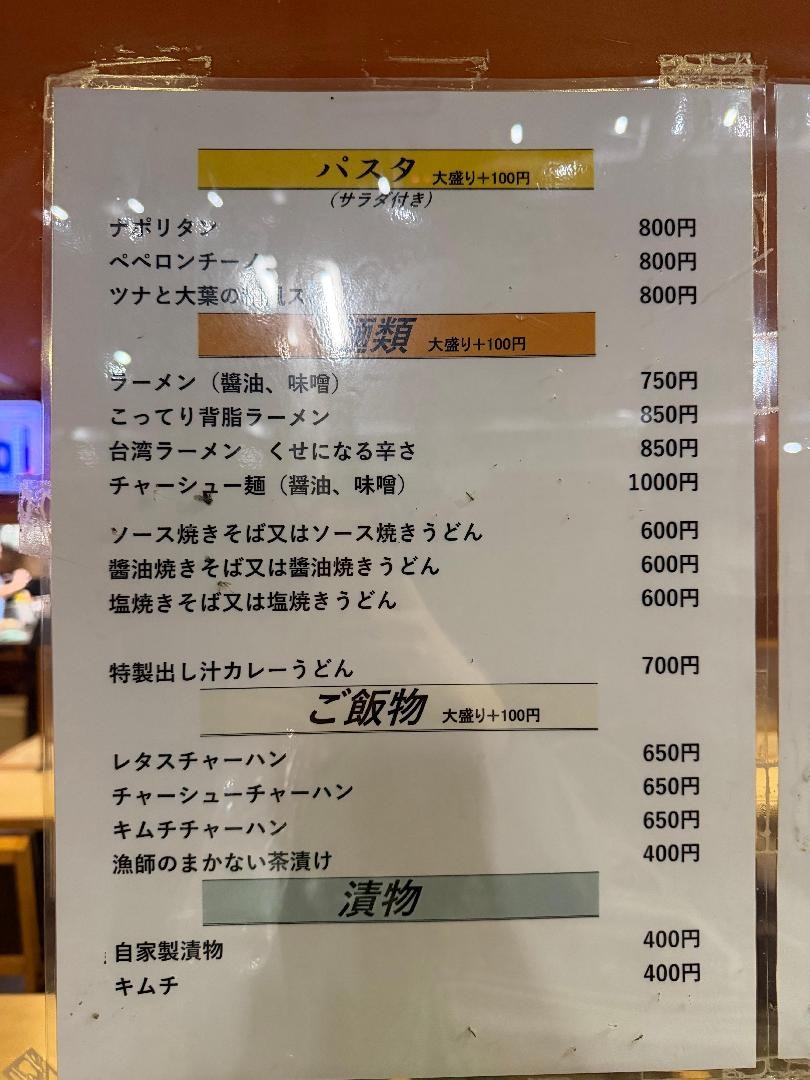 パスタ 大盛り+100円
(サラダ付き)
ナポリタン 800円
ペペロンチーノ 800円
ツナと大葉の 800円
麺類 大盛り+100円
ラーメン（醬油、味噌） 750円
こってり背脂ラーメン 850円
台湾ラーメン くせになる辛さ 850円
チャーシュー麺（醬油、味噌） 1000円
ソース焼きそば又はソース焼きうどん 600円
醬油焼きそば又は醬油焼きうどん 600円
塩焼きそば又は塩焼きうどん 600円
特製出し汁カレーうどん 700円
ご飯物 大盛り+100円
レタスチャーハン 650円
チャーシューチャーハン 650円
キムチチャーハン 650円
漁師のまかない茶漬け 400円
漬物
自家製漬物 400円
キムチ 400円